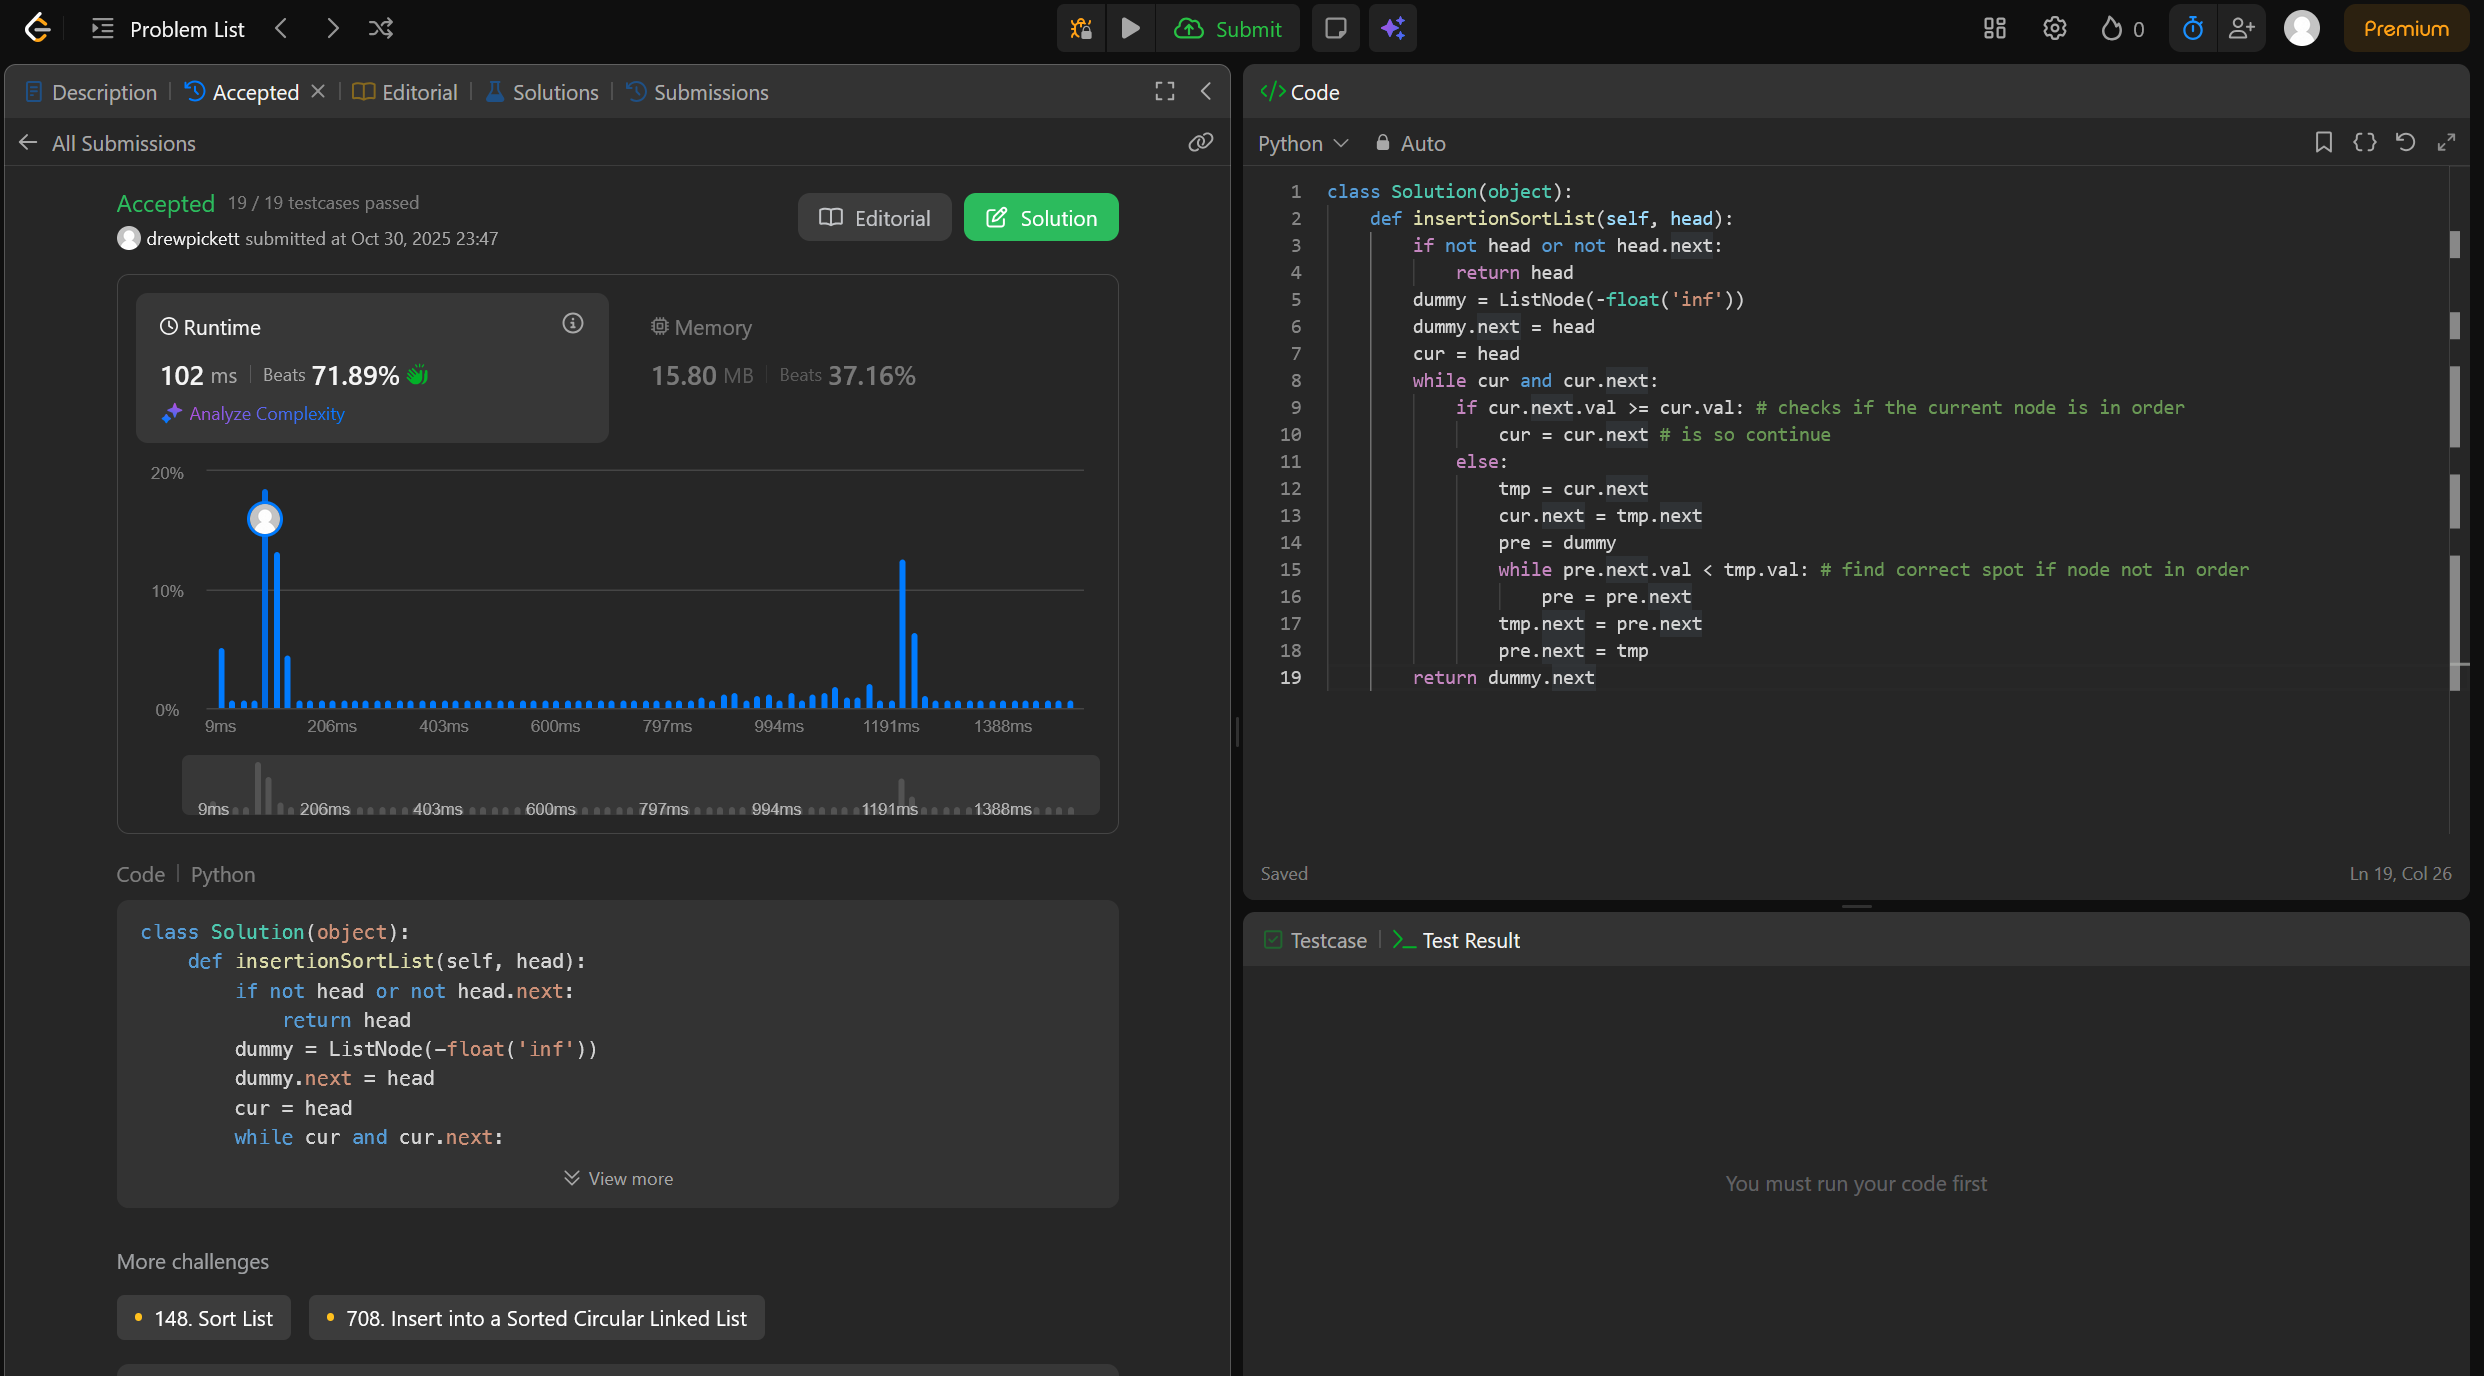 Problem List
Submit
0
Premium
Description
Accepted
Editorial
Solutions
Submissions
All Submissions
Accepted 19 / 19 testcases passed
drewpickett submitted at Oct 30, 2025 23:47
Editorial
Solution
Runtime
102 ms Beats 71.89%
Analyze Complexity
Memory
15.80 MB Beats 37.16%
20%
10%
0%
9ms 206ms 403ms 600ms 797ms 994ms 1191ms 1388ms
9ms 206ms 403ms 600ms 797ms 994ms 1191ms 1388ms
Code Python
class Solution(object):
    def insertionSortList(self, head):
        if not head or not head.next:
            return head
        dummy = ListNode(-float('inf'))
        dummy.next = head
        cur = head
        while cur and cur.next:
View more
More challenges
148. Sort List
708. Insert into a Sorted Circular Linked List
</> Code
Python
Auto
1 class Solution(object):
2     def insertionSortList(self, head):
3         if not head or not head.next:
4             return head
5         dummy = ListNode(-float('inf'))
6         dummy.next = head
7         cur = head
8         while cur and cur.next:
9             if cur.next.val >= cur.val: # checks if the current node is in order
10                 cur = cur.next # is so continue
11             else:
12                 tmp = cur.next
13                 cur.next = tmp.next
14                 pre = dummy
15                 while pre.next.val < tmp.val: # find correct spot if node not in order
16                     pre = pre.next
17                 tmp.next = pre.next
18                 pre.next = tmp
19         return dummy.next
Saved
Ln 19, Col 26
Testcase
Test Result
You must run your code first